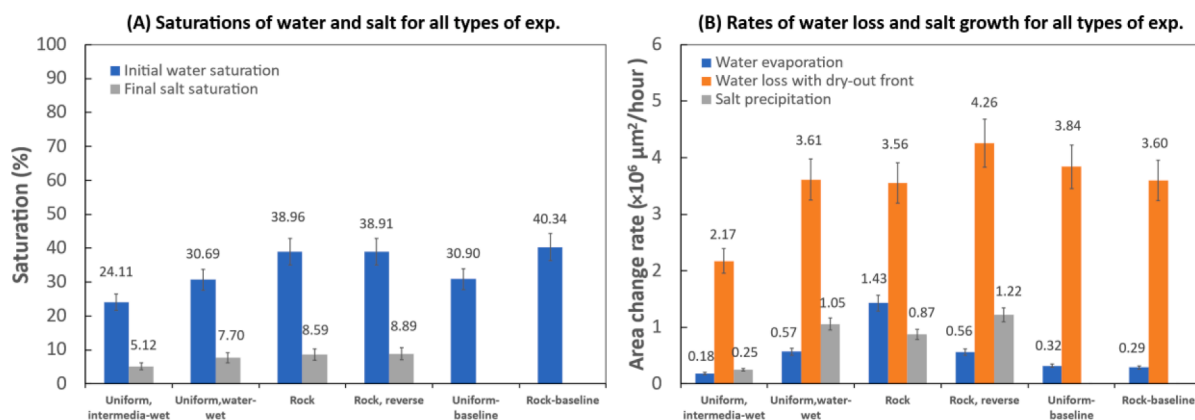 (A) Saturations of water and salt for all types of exp.
100
90
80
70
60
50
40
30
20
10
0
Saturation (%)
Initial water saturation
Final salt saturation
24.11
5.12
30.69
7.70
38.96
8.59
38.91
8.89
30.90
40.34
Uniform,
intermedia-wet
Uniform,water-
wet
Rock
Rock, reverse
Uniform-
baseline
Rock-baseline
(B) Rates of water loss and salt growth for all types of exp.
6
5
4
3
2
1
0
Area change rate (×10⁶ μm²/hour)
Water evaporation
Water loss with dry-out front
Salt precipitation
0.18
2.17
0.25
0.57
3.61
1.05
1.43
3.56
0.87
0.56
4.26
1.22
0.32
3.84
0.29
3.60
Uniform,
intermedia-wet
Uniform,water-
wet
Rock
Rock, reverse
Uniform-
baseline
Rock-baseline